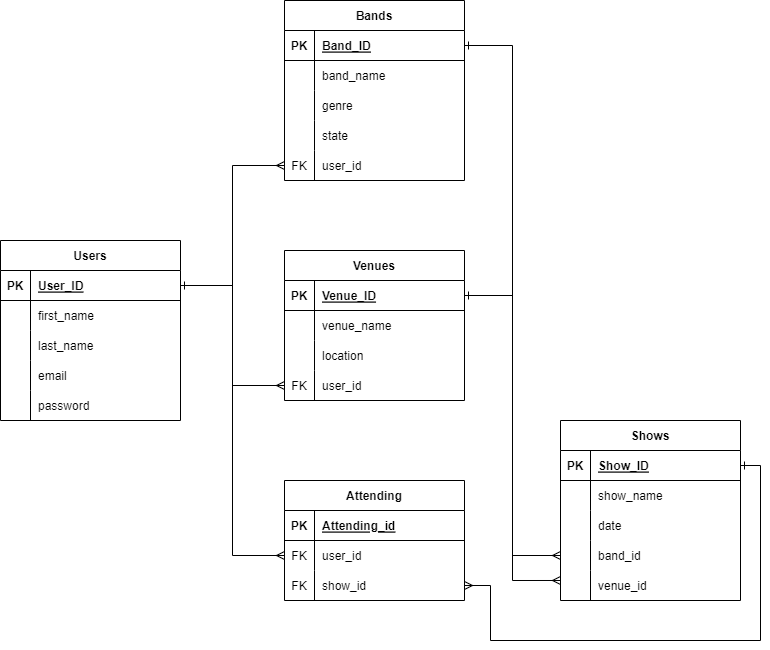 Bands
PK Band_ID
band_name
genre
state
FK user_id
Users
PK User_ID
first_name
last_name
email
password
Venues
PK Venue_ID
venue_name
location
FK user_id
Attending
PK Attending_id
FK user_id
FK show_id
Shows
PK Show_ID
show_name
date
band_id
venue_id